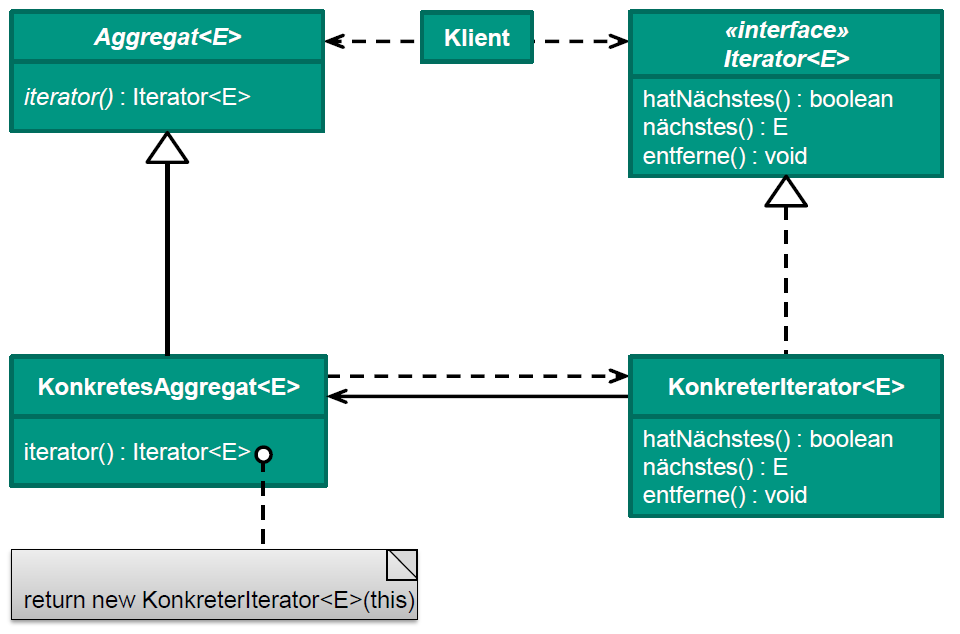 Aggregat<E>
iterator() : Iterator<E>
Klient
«interface»
Iterator<E>
hatNächstes() : boolean
nächstes() : E
entferne() : void
KonkretesAggregat<E>
iterator() : Iterator<E>
KonkreterIterator<E>
hatNächstes() : boolean
nächstes() : E
entferne() : void
return new KonkreterIterator<E>(this)